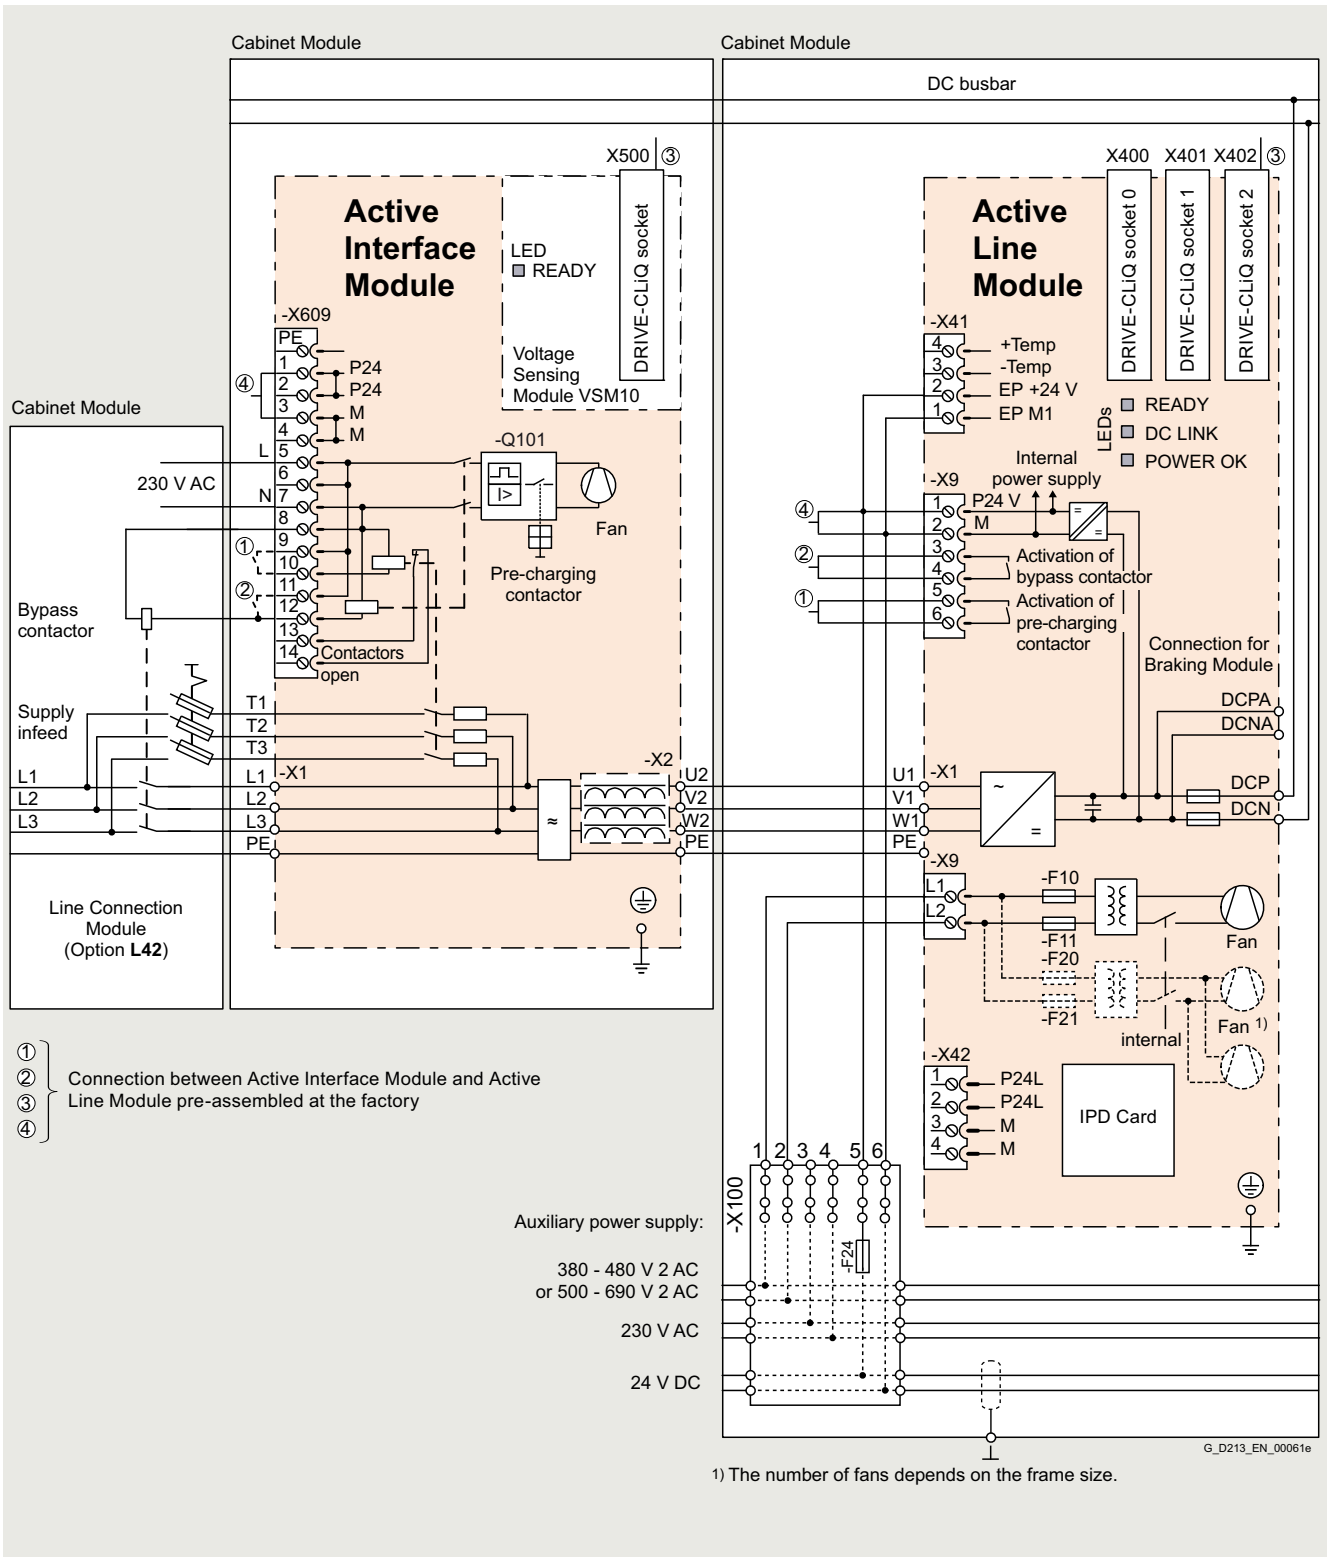 Cabinet Module
Cabinet Module
DC busbar
X500
③
X400
X401
X402
③
Active
Interface
Module
LED
READY
DRIVE-CLiQ socket
Voltage
Sensing
Module VSM10
Active
Line
Module
DRIVE-CLiQ socket 0
DRIVE-CLiQ socket 1
DRIVE-CLiQ socket 2
-X609
PE
1
P24
2
P24
3
M
4
M
5
6
7
8
9
10
11
12
13
14
④
L
230 V AC
N
①
②
Contactors
open
-Q101
I>
Fan
Pre-charging
contactor
-X41
4
+Temp
3
-Temp
2
EP +24 V
1
EP M1
LEDs
READY
DC LINK
POWER OK
Internal
power supply
-X9
1
P24 V
2
M
3
4
5
6
④
②
①
=
=
Activation of
bypass contactor
Activation of
pre-charging
contactor
Connection for
Braking Module
DCPA
DCNA
DCP
DCN
Cabinet Module
Bypass
contactor
Supply
infeed
T1
T2
T3
L1
L2
L3
L1
L2
L3
PE
-X1
≈
-X2
U2
V2
W2
PE
U1
V1
W1
PE
-X1
~
=
Line Connection
Module
(Option L42)
-X9
L1
L2
-F10
-F11
Fan
-F20
-F21
Fan 1)
internal
-X42
1
P24L
2
P24L
3
M
4
M
IPD Card
①
②
③
④
Connection between Active Interface Module and Active
Line Module pre-assembled at the factory
-X100
1
2
3
4
5
6
-F24
Auxiliary power supply:
380 - 480 V 2 AC
or 500 - 690 V 2 AC
230 V AC
24 V DC
G_D213_EN_00061e
1) The number of fans depends on the frame size.